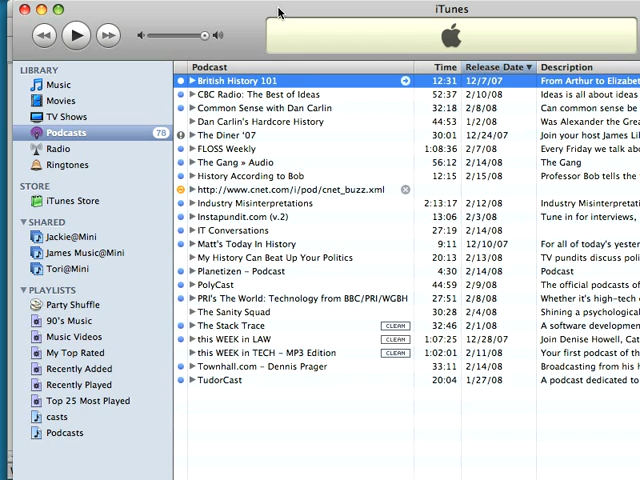 iTunes
LIBRARY
Music
Movies
TV Shows
Podcasts 78
Radio
Ringtones
STORE
iTunes Store
SHARED
Jackie@Mini
James Music@Mini
Tori@Mini
PLAYLISTS
Party Shuffle
90's Music
Music Videos
My Top Rated
Recently Added
Recently Played
Top 25 Most Played
casts
Podcasts
Podcast Time Release Date Description
British History 101 12:31 12/7/07 From Arthur to Elizabe
CBC Radio: The Best of Ideas 52:37 2/10/08 Ideas is all about ideas
Common Sense with Dan Carlin 32:18 2/8/08 Can common sense be
Dan Carlin's Hardcore History 44:53 1/2/08 Was Alexander the Grea
The Diner '07 30:01 12/24/07 Join your host James Li
FLOSS Weekly 1:08:36 2/7/08 Every Friday we talk abo
The Gang » Audio 56:12 2/14/08 The Gang
History According to Bob 12:15 2/15/08 Professor Bob tells the
http://www.cnet.com/i/pod/cnet_buzz.xml
Industry Misinterpretations 2:13:17 2/12/08 Industry Misinterpretati
Instapundit.com (v.2) 13:06 2/3/08 Tune in for interviews,
IT Conversations 27:19 2/14/08
Matt's Today In History 9:11 12/10/07 For all of today's yester
My History Can Beat Up Your Politics 20:13 2/13/08 TV pundits discuss poli
Planetizen - Podcast 4:30 2/14/08 Podcast
PolyCast 44:59 2/9/08 The official podcasts of
PRI's The World: Technology from BBC/PRI/WGBH 27:51 2/8/08 Whether it's high-tech
The Sanity Squad 30:28 2/4/08 Shining a psychological
The Stack Trace CLEAN 32:46 2/1/08 A software developmen
this WEEK in LAW CLEAN 1:07:25 12/28/07 Join Denise Howell, Cat
this WEEK in TECH - MP3 Edition CLEAN 1:02:01 2/11/08 Your first podcast of th
Townhall.com - Dennis Prager 33:11 2/14/08 Broadcasting from his h
TudorCast 20:04 1/27/08 A podcast dedicated to